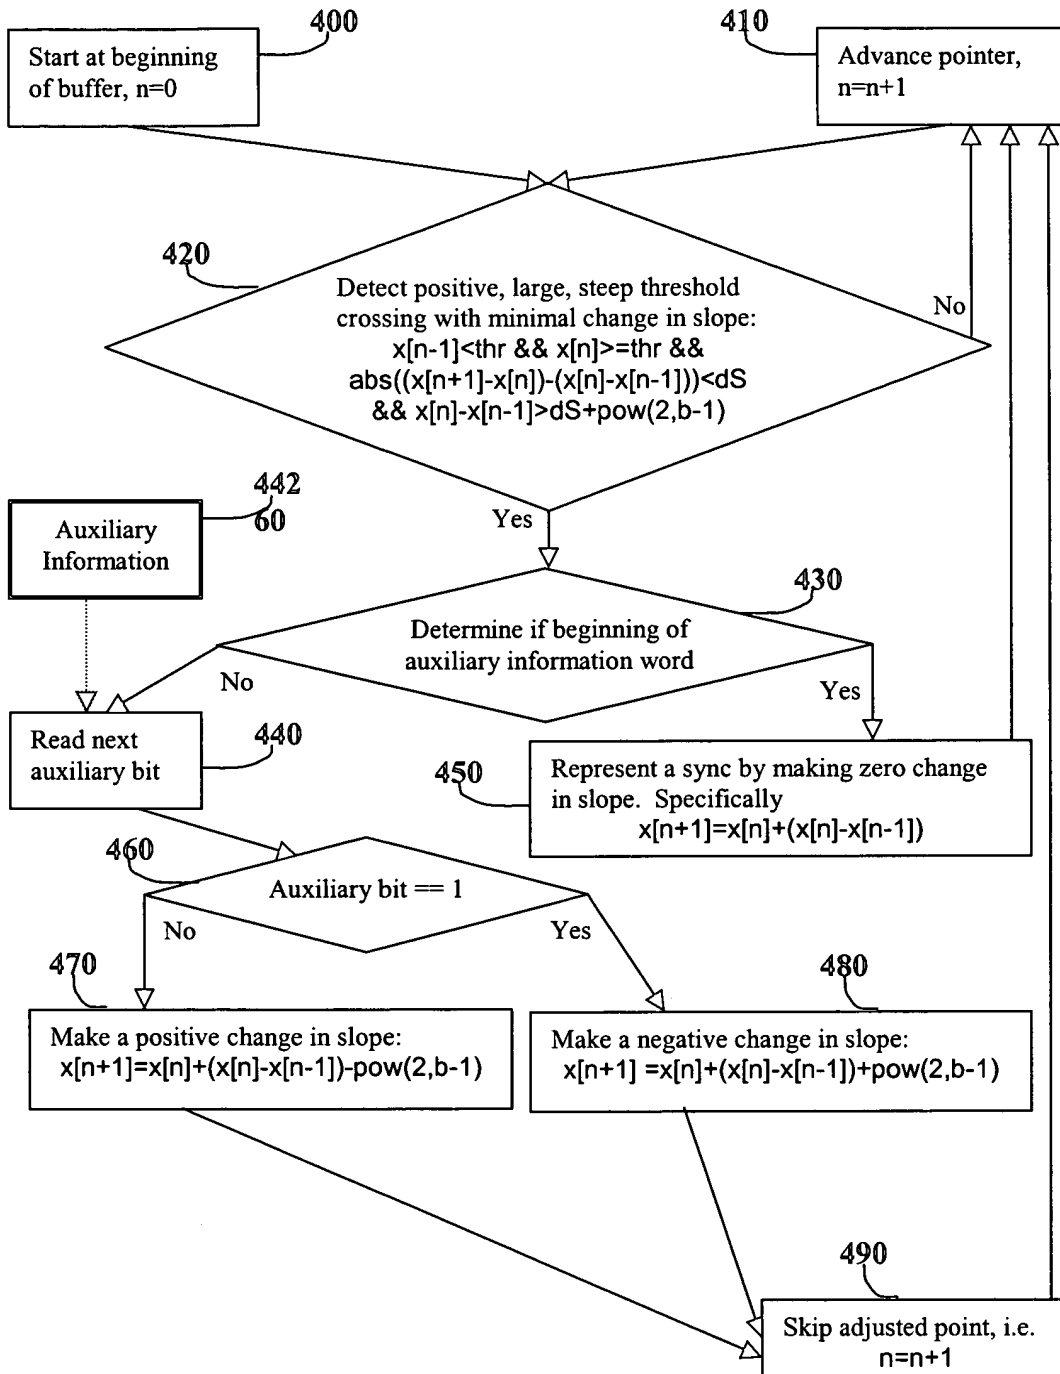 400
Start at beginning
of buffer, n=0
410
Advance pointer,
n=n+1
420
Detect positive, large, steep threshold
crossing with minimal change in slope:
x[n-1]<thr && x[n]>=thr &&
abs((x[n+1]-x[n])-(x[n]-x[n-1]))<dS
&& x[n]-x[n-1]>dS+pow(2,b-1)
No
Yes
442
60
Auxiliary
Information
430
Determine if beginning of
auxiliary information word
No
Yes
Read next
auxiliary bit
440
450
Represent a sync by making zero change
in slope.  Specifically
x[n+1]=x[n]+(x[n]-x[n-1])
460
Auxiliary bit == 1
No
Yes
470
Make a positive change in slope:
x[n+1]=x[n]+(x[n]-x[n-1])-pow(2,b-1)
480
Make a negative change in slope:
x[n+1] =x[n]+(x[n]-x[n-1])+pow(2,b-1)
490
Skip adjusted point, i.e.
n=n+1